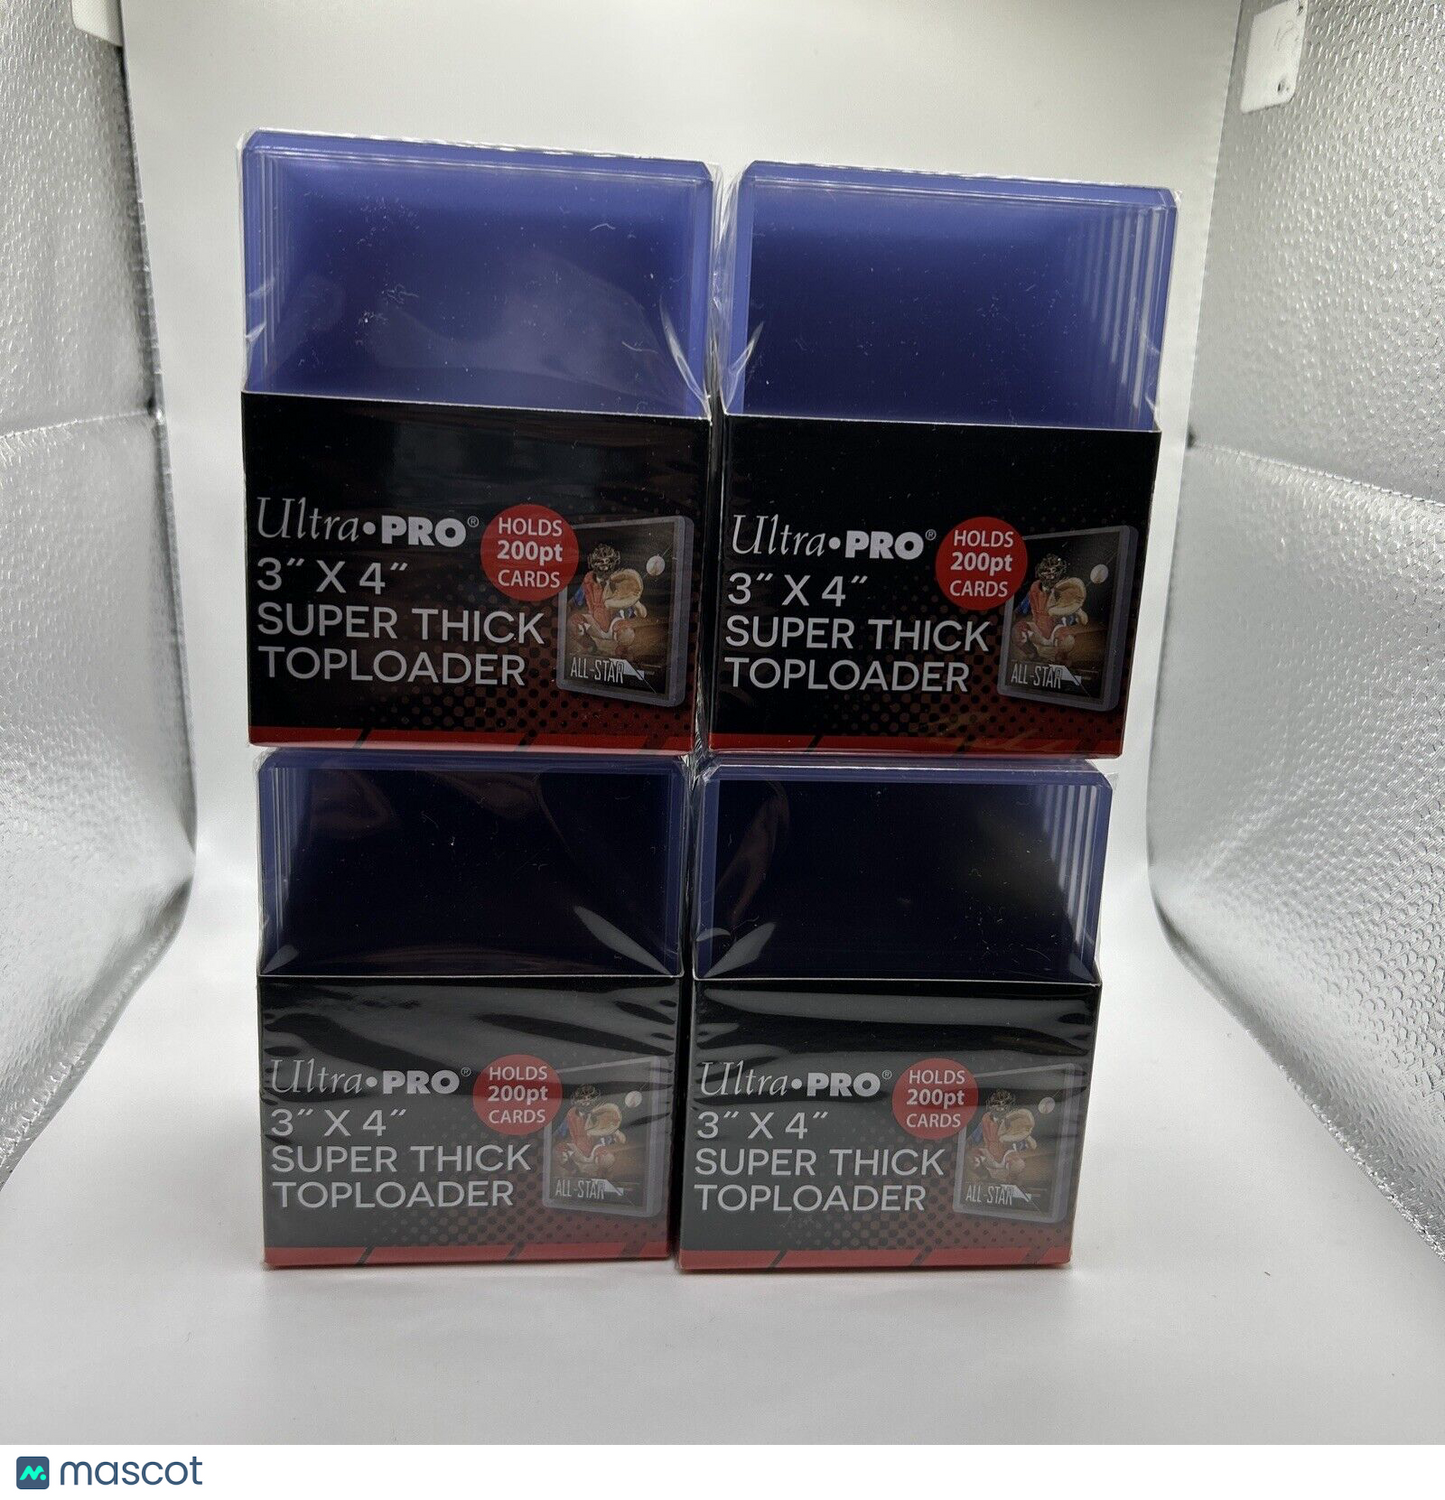 Ultra•PRO®
HOLDS
200pt
CARDS
3" X 4"
SUPER THICK
TOPLOADER
ALL-STAR
Ultra•PRO®
HOLDS
200pt
CARDS
3" X 4"
SUPER THICK
TOPLOADER
ALL-STAR
Ultra•PRO®
HOLDS
200pt
CARDS
3" X 4"
SUPER THICK
TOPLOADER
ALL-STAR
Ultra•PRO®
HOLDS
200pt
CARDS
3" X 4"
SUPER THICK
TOPLOADER
ALL-STAR
mascot